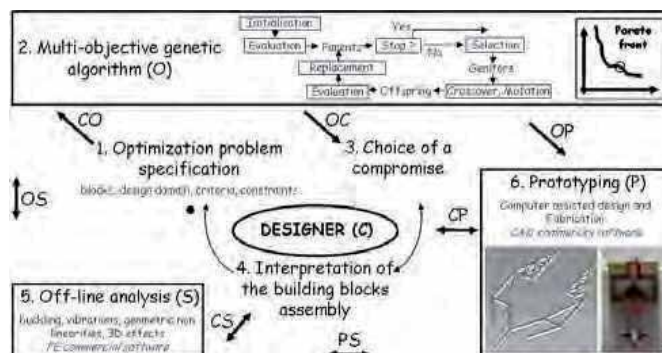 2. Multi-objective genetic
algorithm (O)
Initialisation
Evaluation
Parents
Stop ?
Yes
No
Selection
Replacement
Genitors
Evaluation
Offspring
Crossover, Mutation
Pareto
front
CO
OC
OP
1. Optimization problem
specification
blocks, design domain, criteria, constraints
3. Choice of a
compromise
OS
DESIGNER (C)
CP
6. Prototyping (P)
Computer assisted design and
Fabrication
CAD commercial software
4. Interpretation of
the building blocks
assembly
5. Off-line analysis (S)
buckling, vibrations, geometric non
linearities, 3D effects
FE commercial software
CS
PS